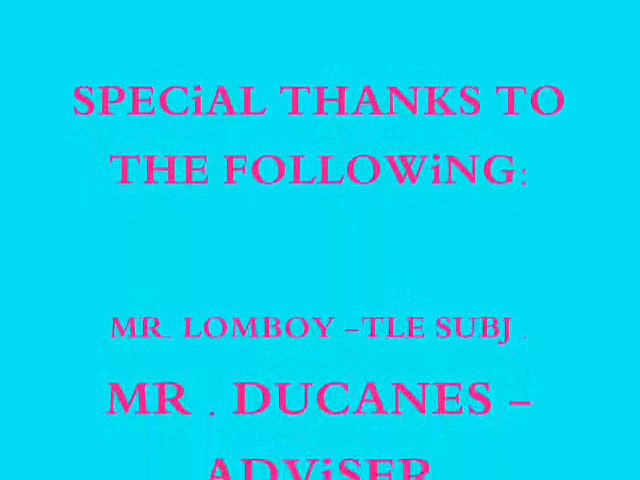 SPECiAL THANKS TO
THE FOLLOWiNG:
MR. LOMBOY -TLE SUBJ .
MR . DUCANES -
ADViSER